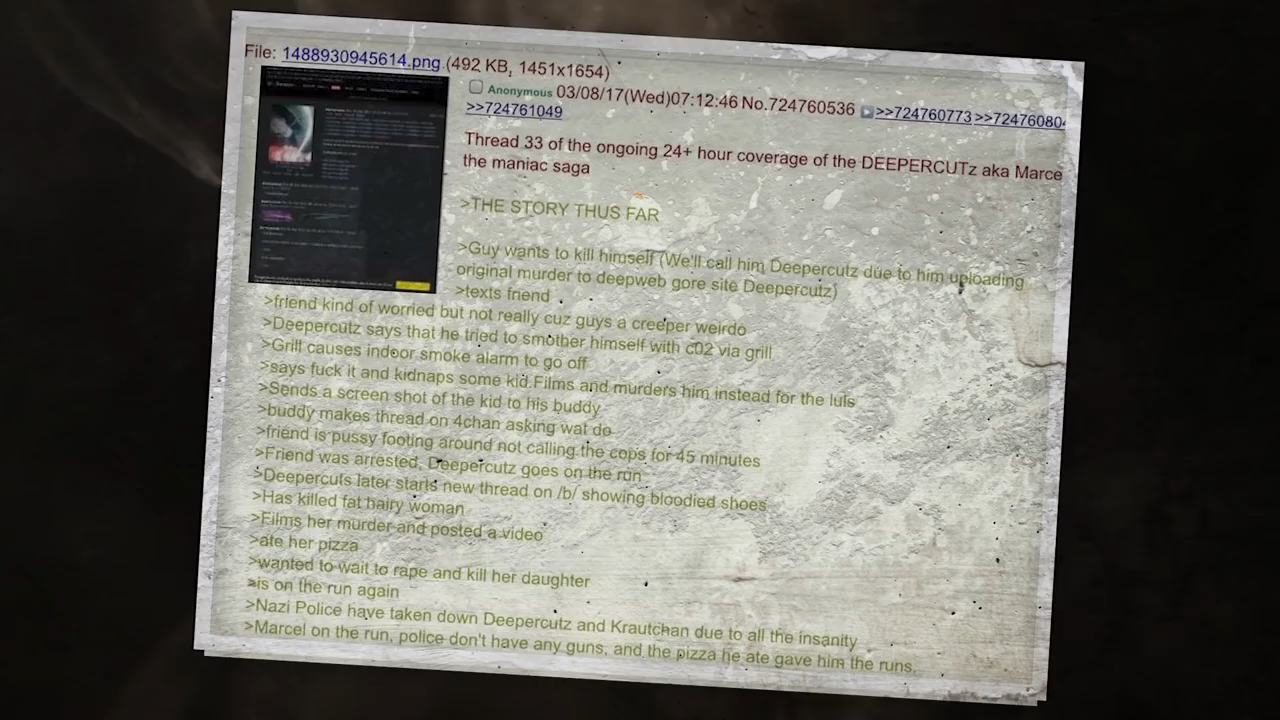 File: 1488930945614.png (492 KB, 1451x1654)
Anonymous 03/08/17(Wed)07:12:46 No.724760536 >>724760773 >>72476080
>>724761049
Thread 33 of the ongoing 24+ hour coverage of the DEEPERCUTz aka Marce
the maniac saga
>THE STORY THUS FAR
>Guy wants to kill himself (We'll call him Deepercutz due to him uploading
original murder to deepweb gore site Deepercutz)
>texts friend
>friend kind of worried but not really cuz guys a creeper weirdo
>Deepercutz says that he tried to smother himself with c02 via grill
>Grill causes indoor smoke alarm to go off
>says fuck it and kidnaps some kid.Films and murders him instead for the luls
>Sends a screen shot of the kid to his buddy
>buddy makes thread on 4chan asking wat do
>friend is pussy footing around not calling the cops for 45 minutes
>Friend was arrested, Deepercutz goes on the run
>Deepercuts later starts new thread on /b/ showing bloodied shoes
>Has killed fat hairy woman
>Films her murder and posted a video
>ate her pizza
>wanted to wait to rape and kill her daughter
>is on the run again
>Nazi Police have taken down Deepercutz and Krautchan due to all the insanity
>Marcel on the run, police don't have any guns, and the pizza he ate gave him the runs.